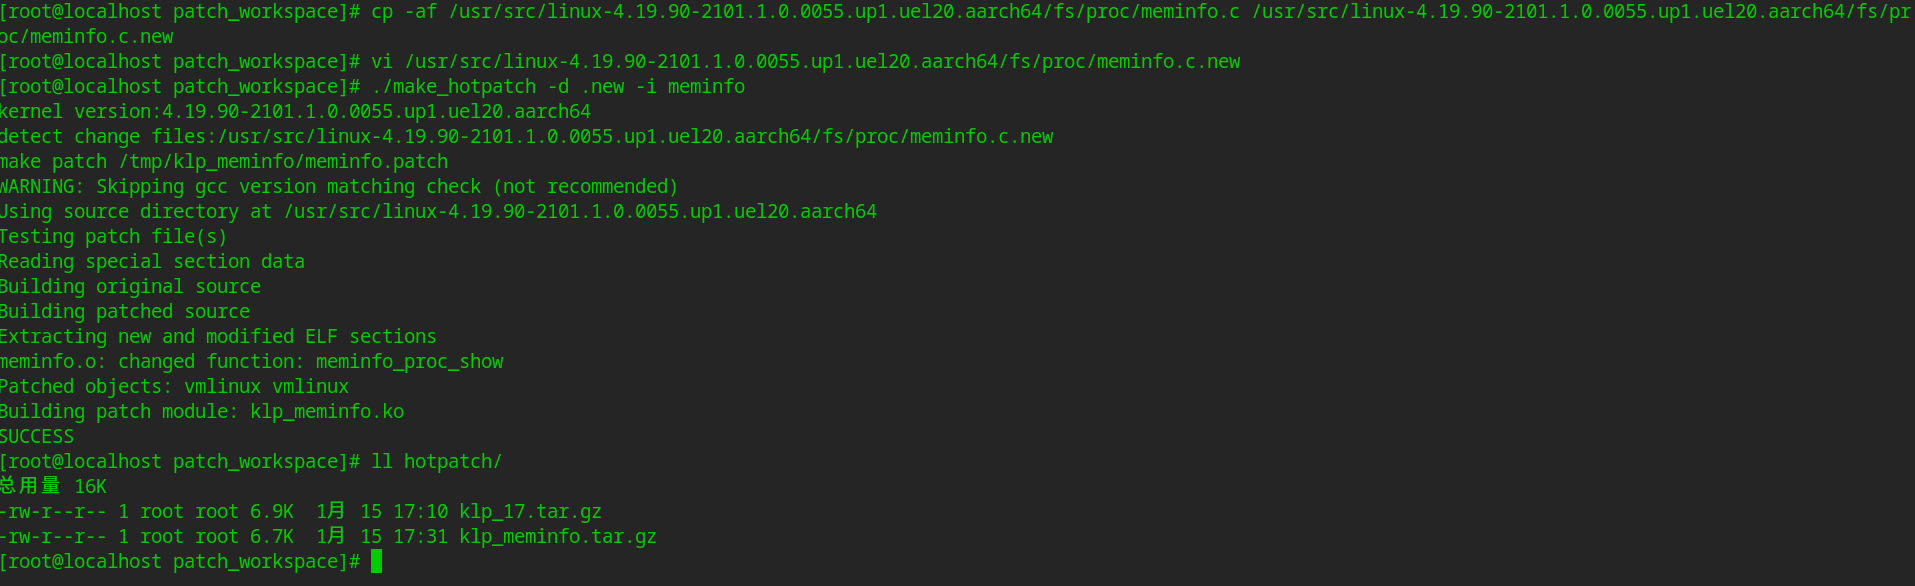 [root@localhost patch_workspace]# cp -af /usr/src/linux-4.19.90-2101.1.0.0055.up1.uel20.aarch64/fs/proc/meminfo.c /usr/src/linux-4.19.90-2101.1.0.0055.up1.uel20.aarch64/fs/pr
oc/meminfo.c.new
[root@localhost patch_workspace]# vi /usr/src/linux-4.19.90-2101.1.0.0055.up1.uel20.aarch64/fs/proc/meminfo.c.new
[root@localhost patch_workspace]# ./make_hotpatch -d .new -i meminfo
kernel version:4.19.90-2101.1.0.0055.up1.uel20.aarch64
detect change files:/usr/src/linux-4.19.90-2101.1.0.0055.up1.uel20.aarch64/fs/proc/meminfo.c.new
make patch /tmp/klp_meminfo/meminfo.patch
WARNING: Skipping gcc version matching check (not recommended)
Using source directory at /usr/src/linux-4.19.90-2101.1.0.0055.up1.uel20.aarch64
Testing patch file(s)
Reading special section data
Building original source
Building patched source
Extracting new and modified ELF sections
meminfo.o: changed function: meminfo_proc_show
Patched objects: vmlinux vmlinux
Building patch module: klp_meminfo.ko
SUCCESS
[root@localhost patch_workspace]# ll hotpatch/
总用量 16K
-rw-r--r-- 1 root root 6.9K  1月 15 17:10 klp_17.tar.gz
-rw-r--r-- 1 root root 6.7K  1月 15 17:31 klp_meminfo.tar.gz
[root@localhost patch_workspace]#